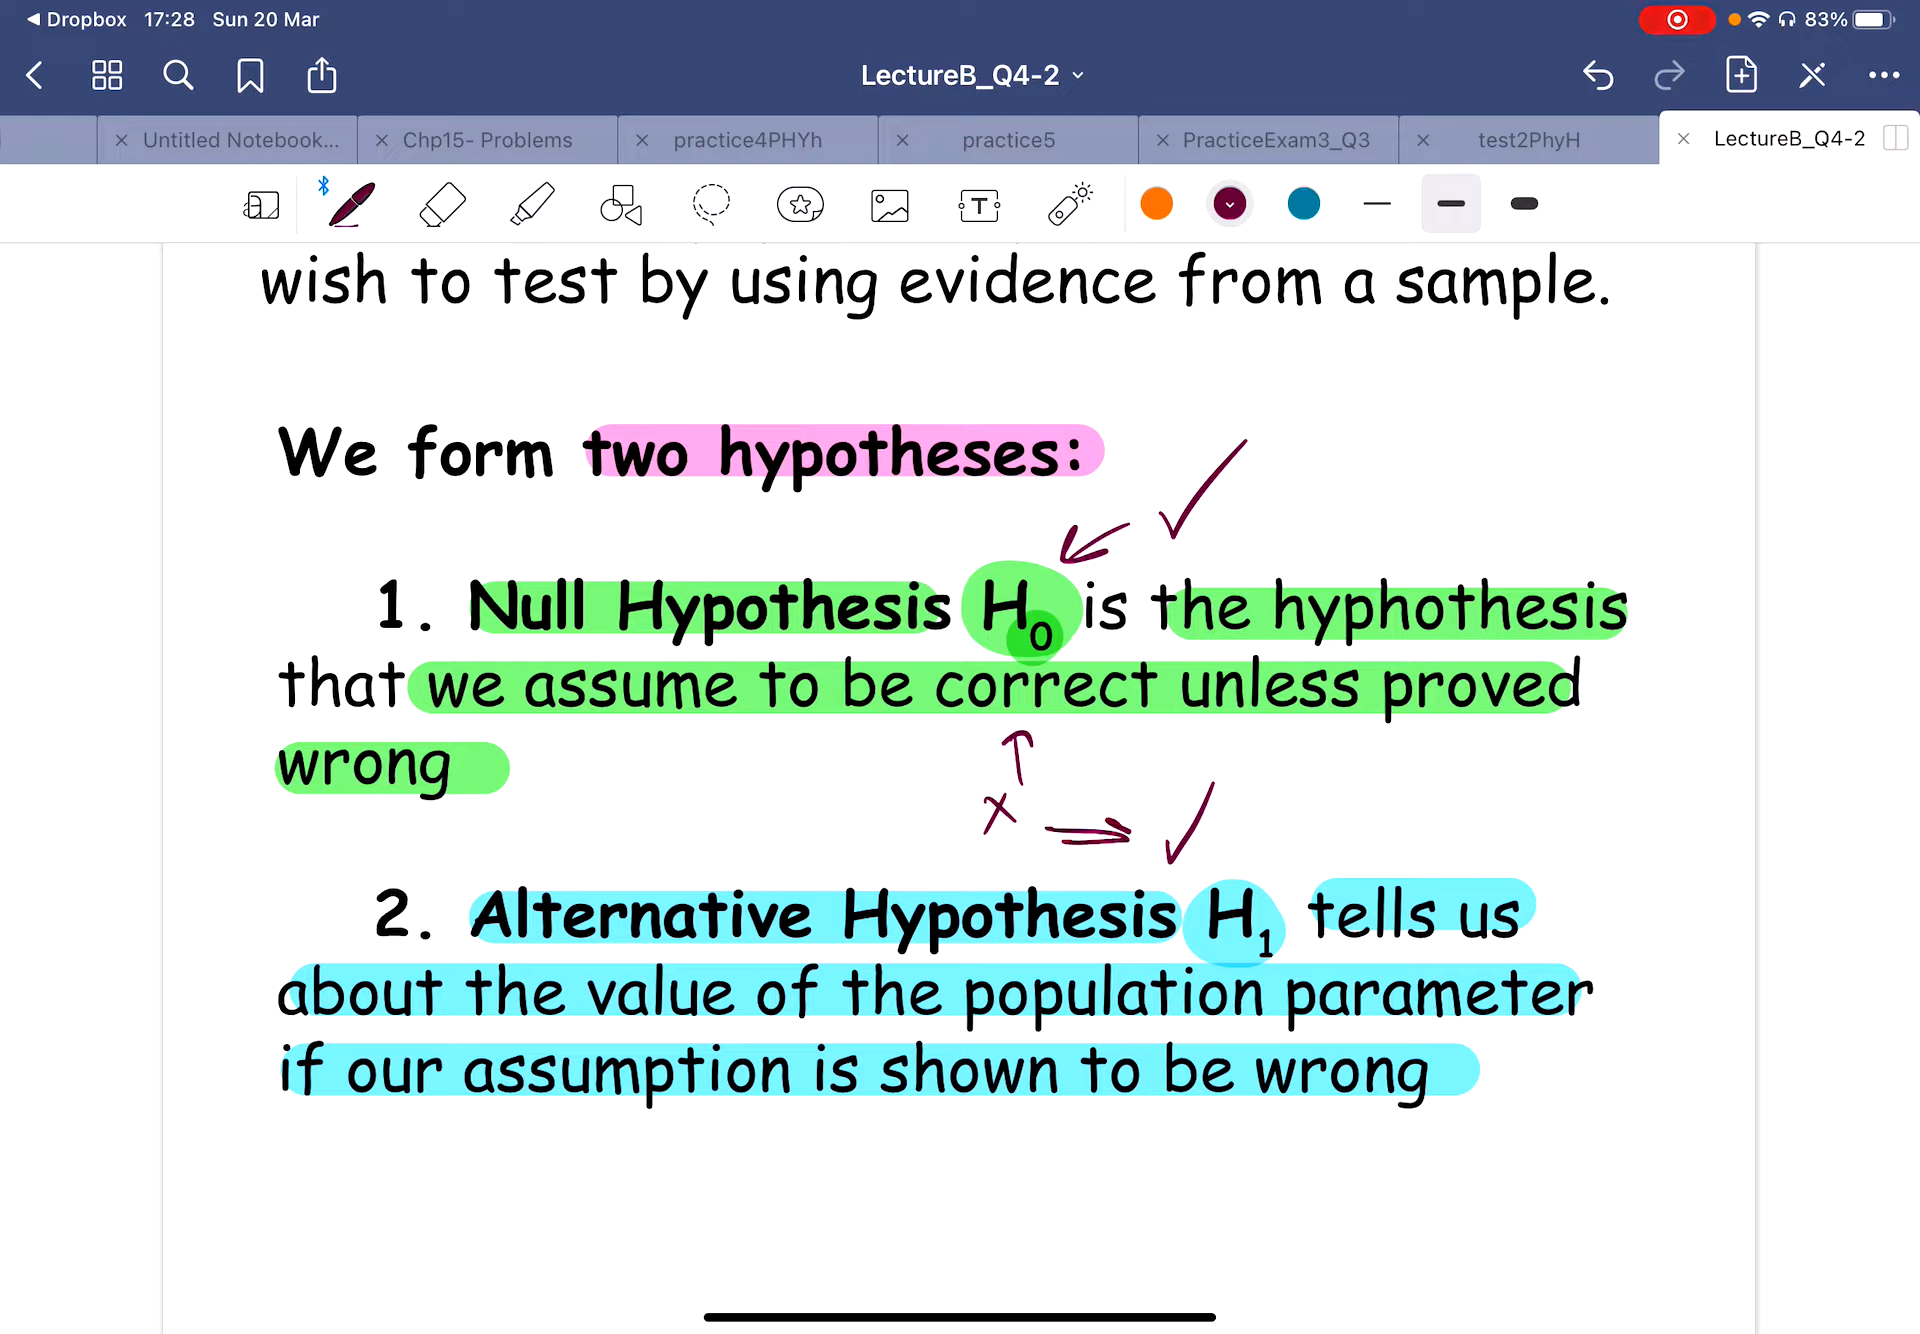 Dropbox 17:28 Sun 20 Mar 83%
LectureB_Q4-2
Untitled Notebook... Chp15- Problems practice4PHYh practice5 PracticeExam3_Q3 test2PhyH LectureB_Q4-2
wish to test by using evidence from a sample.
We form two hypotheses:
1. Null Hypothesis H₀ is the hyphothesis
that we assume to be correct unless proved
wrong
2. Alternative Hypothesis H₁ tells us
about the value of the population parameter
if our assumption is shown to be wrong